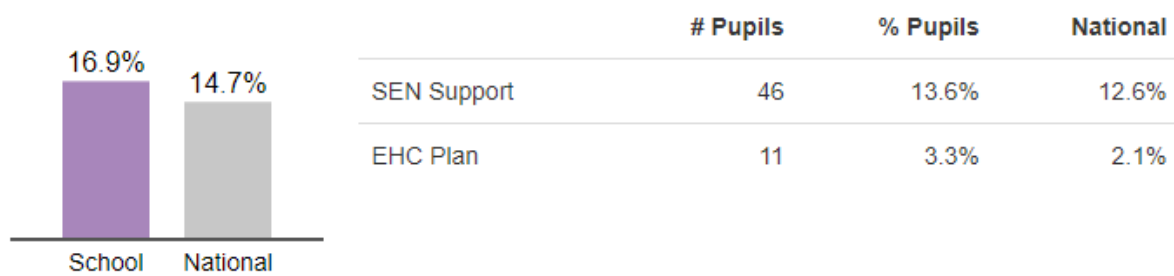 16.9%
14.7%
School National
# Pupils % Pupils National
SEN Support 46 13.6% 12.6%
EHC Plan 11 3.3% 2.1%